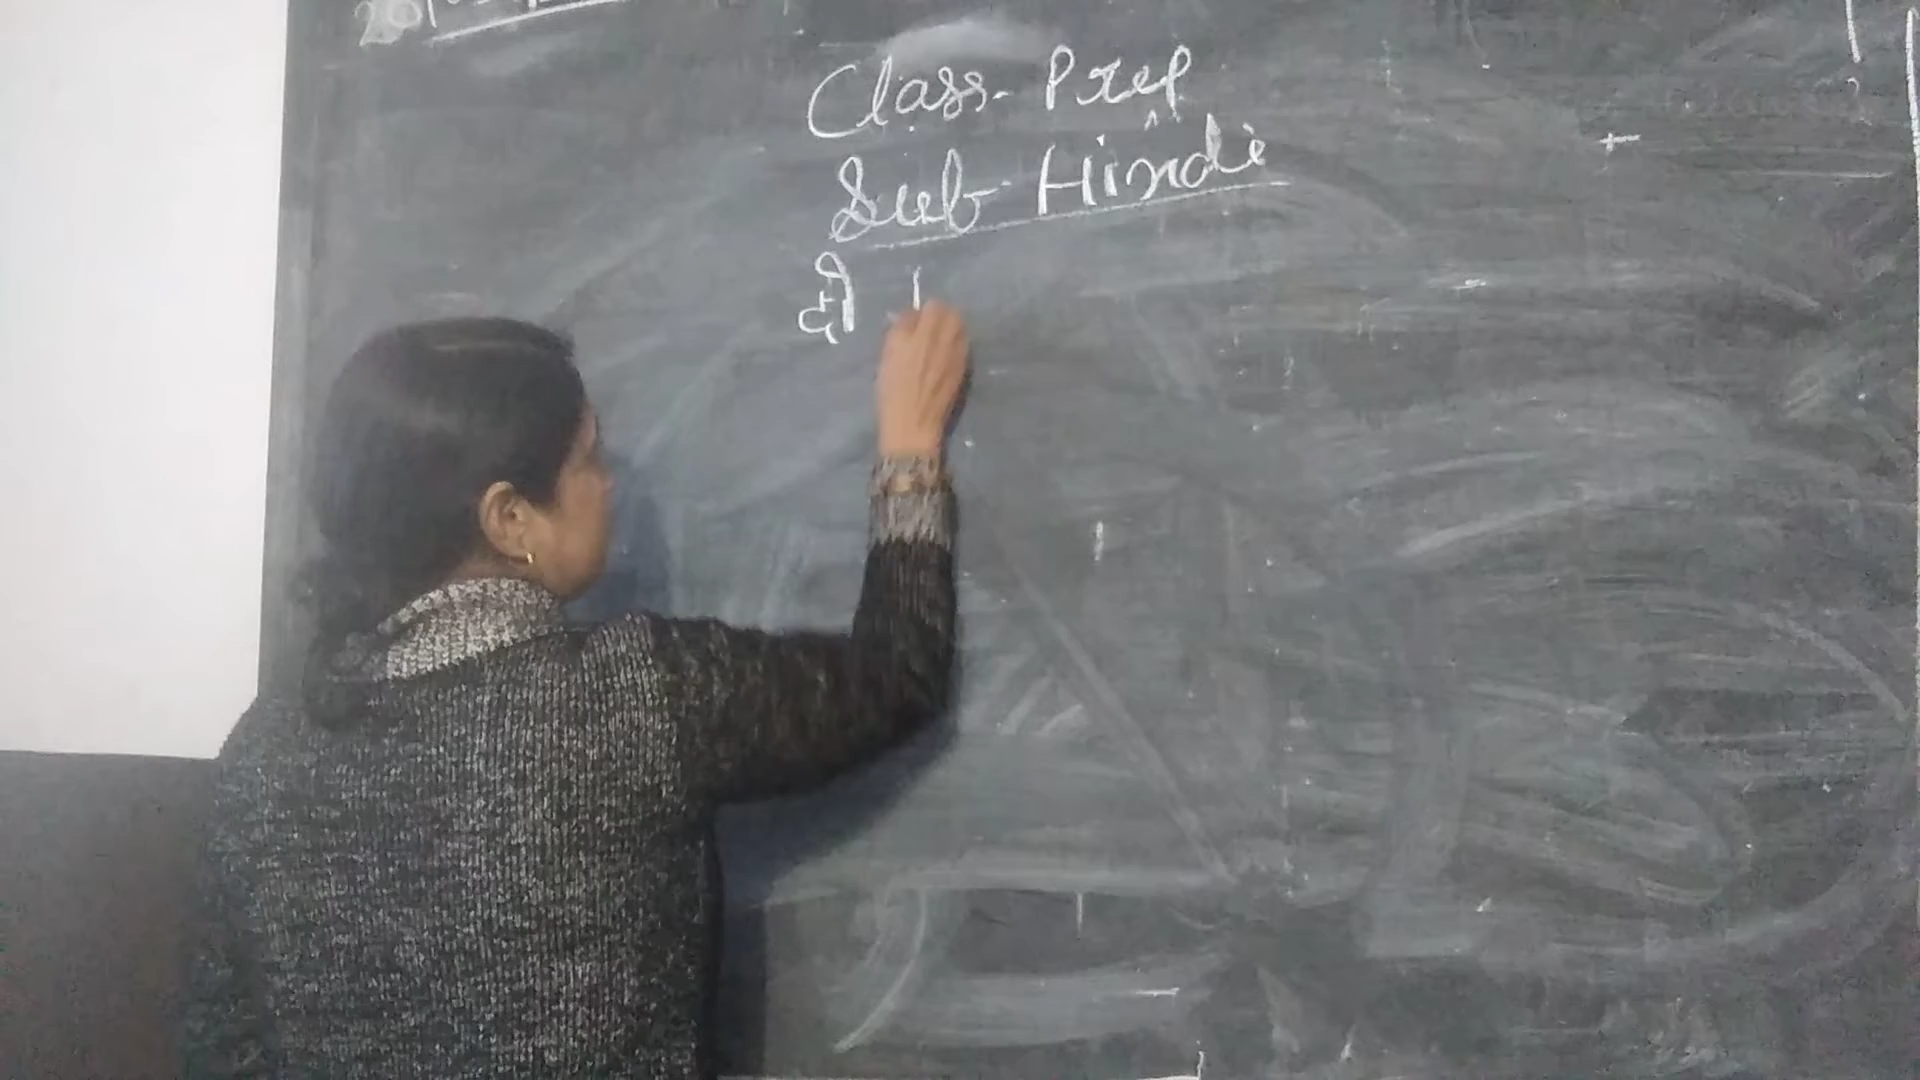 Class- Prep
Sub- Hindi
दी